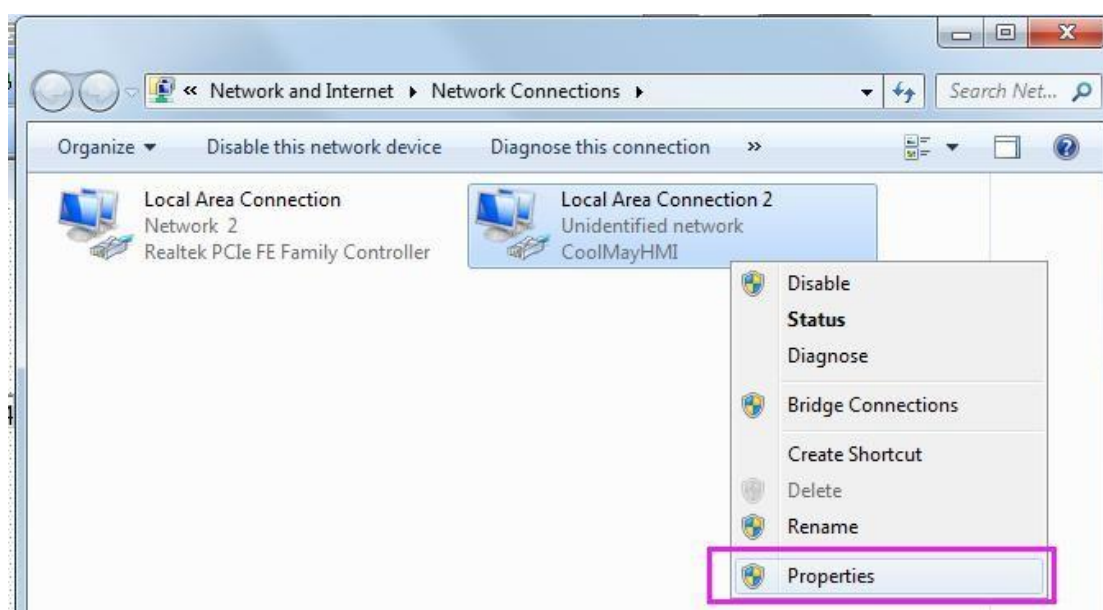 « Network and Internet ▸ Network Connections ▸ Search Net...
Organize ▾ Disable this network device Diagnose this connection »
Local Area Connection
Network 2
Realtek PCIe FE Family Controller
Local Area Connection 2
Unidentified network
CoolMayHMI
Disable
Status
Diagnose
Bridge Connections
Create Shortcut
Delete
Rename
Properties